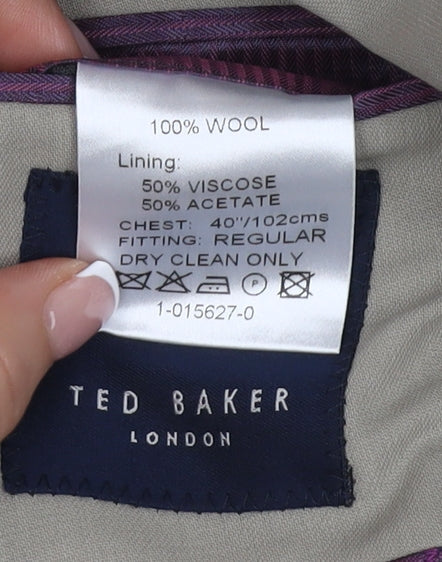 100% WOOL
Lining:
50% VISCOSE
50% ACETATE
CHEST: 40"/102cms
FITTING: REGULAR
DRY CLEAN ONLY
P
1-015627-0
TED BAKER
LONDON